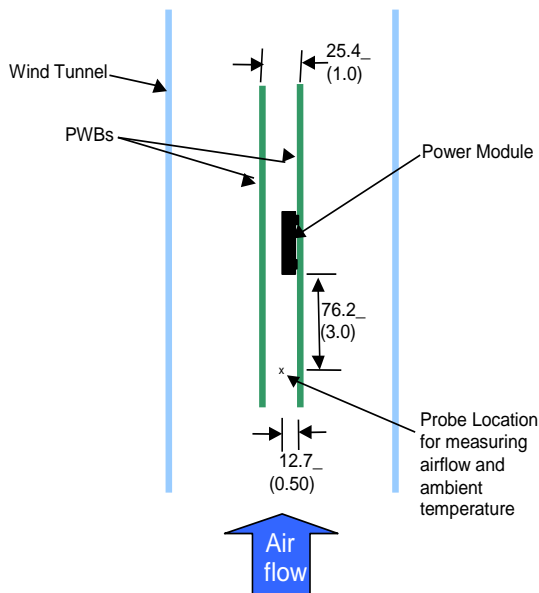 25.4_
(1.0)
Wind Tunnel
PWBs
Power Module
76.2_
(3.0)
x
Probe Location
for measuring
airflow and
ambient
temperature
12.7_
(0.50)
Air
flow